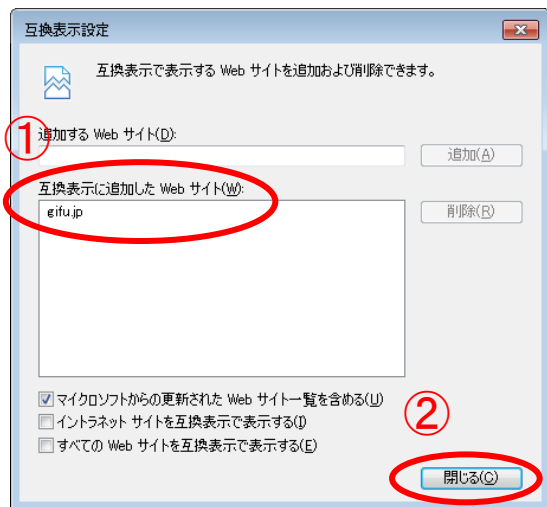 互換表示設定
互換表示で表示する Web サイトを追加および削除できます。
①
追加する Web サイト(D):
追加(A)
互換表示に追加した Web サイト(W):
gifu.jp
削除(R)
マイクロソフトからの更新された Web サイト一覧を含める(U)
イントラネット サイトを互換表示で表示する(I)
すべての Web サイトを互換表示で表示する(E)
②
閉じる(C)